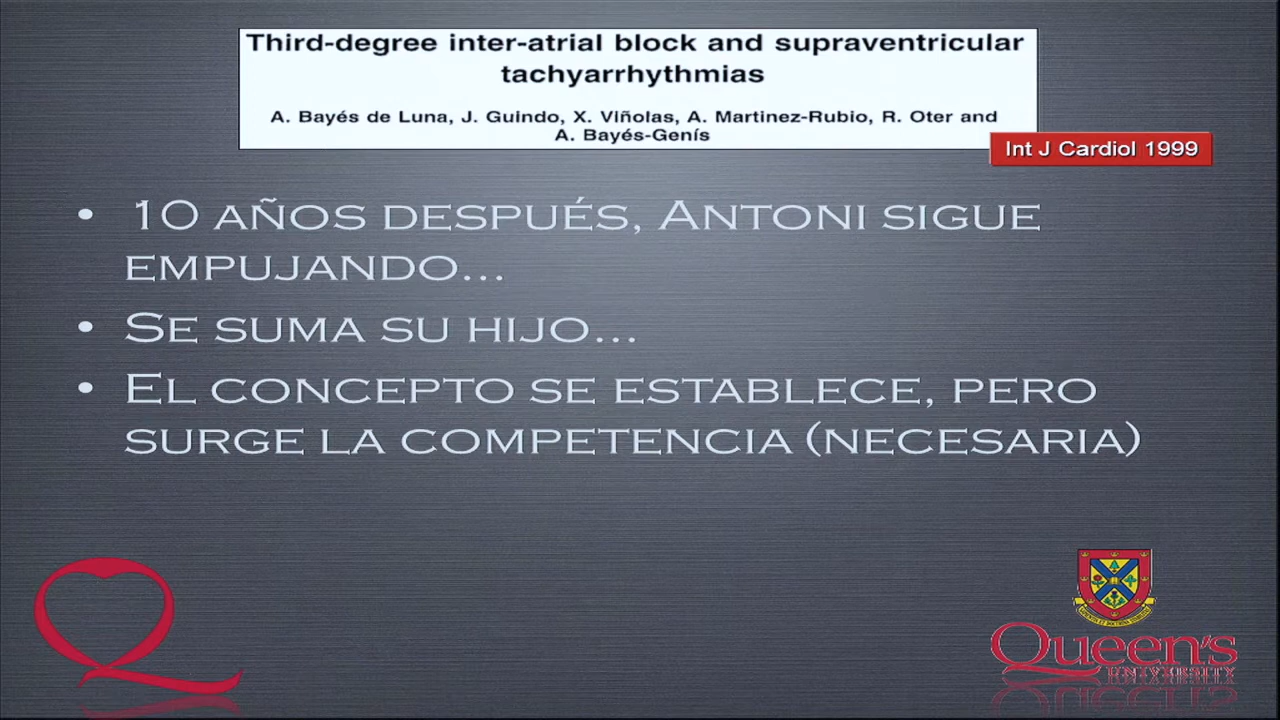 Third-degree inter-atrial block and supraventricular
tachyarrhythmias
A. Bayés de Luna, J. Guindo, X. Viñolas, A. Martinez-Rubio, R. Oter and
A. Bayés-Genís
Int J Cardiol 1999
• 10 AÑOS DESPUÉS, ANTONI SIGUE
EMPUJANDO...
• SE SUMA SU HIJO...
• EL CONCEPTO SE ESTABLECE, PERO
SURGE LA COMPETENCIA (NECESARIA)
Queen's
UNIVERSITY